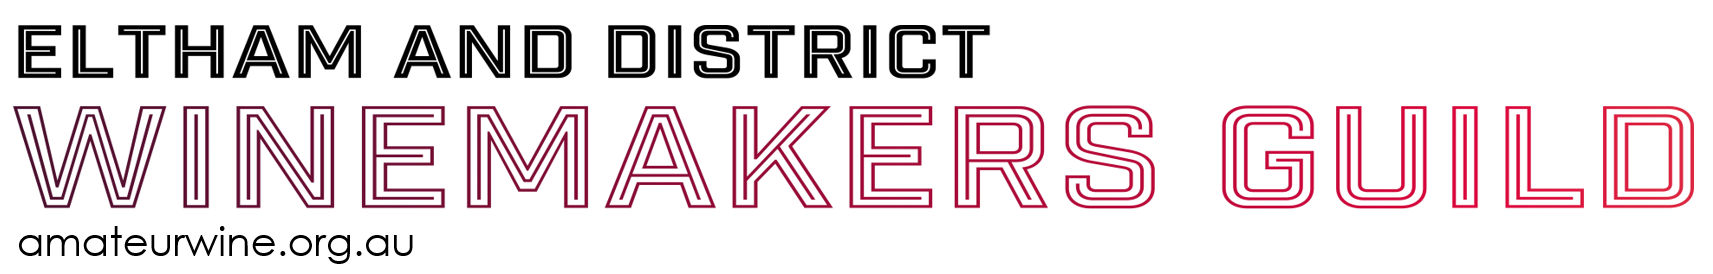 ELTHAM AND DISTRICT
WINEMAKERS GUILD
amateurwine.org.au